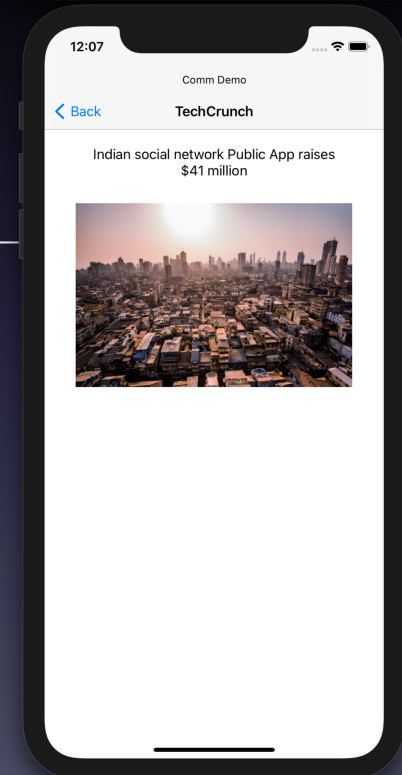 12:07
Comm Demo
Back
TechCrunch
Indian social network Public App raises
$41 million